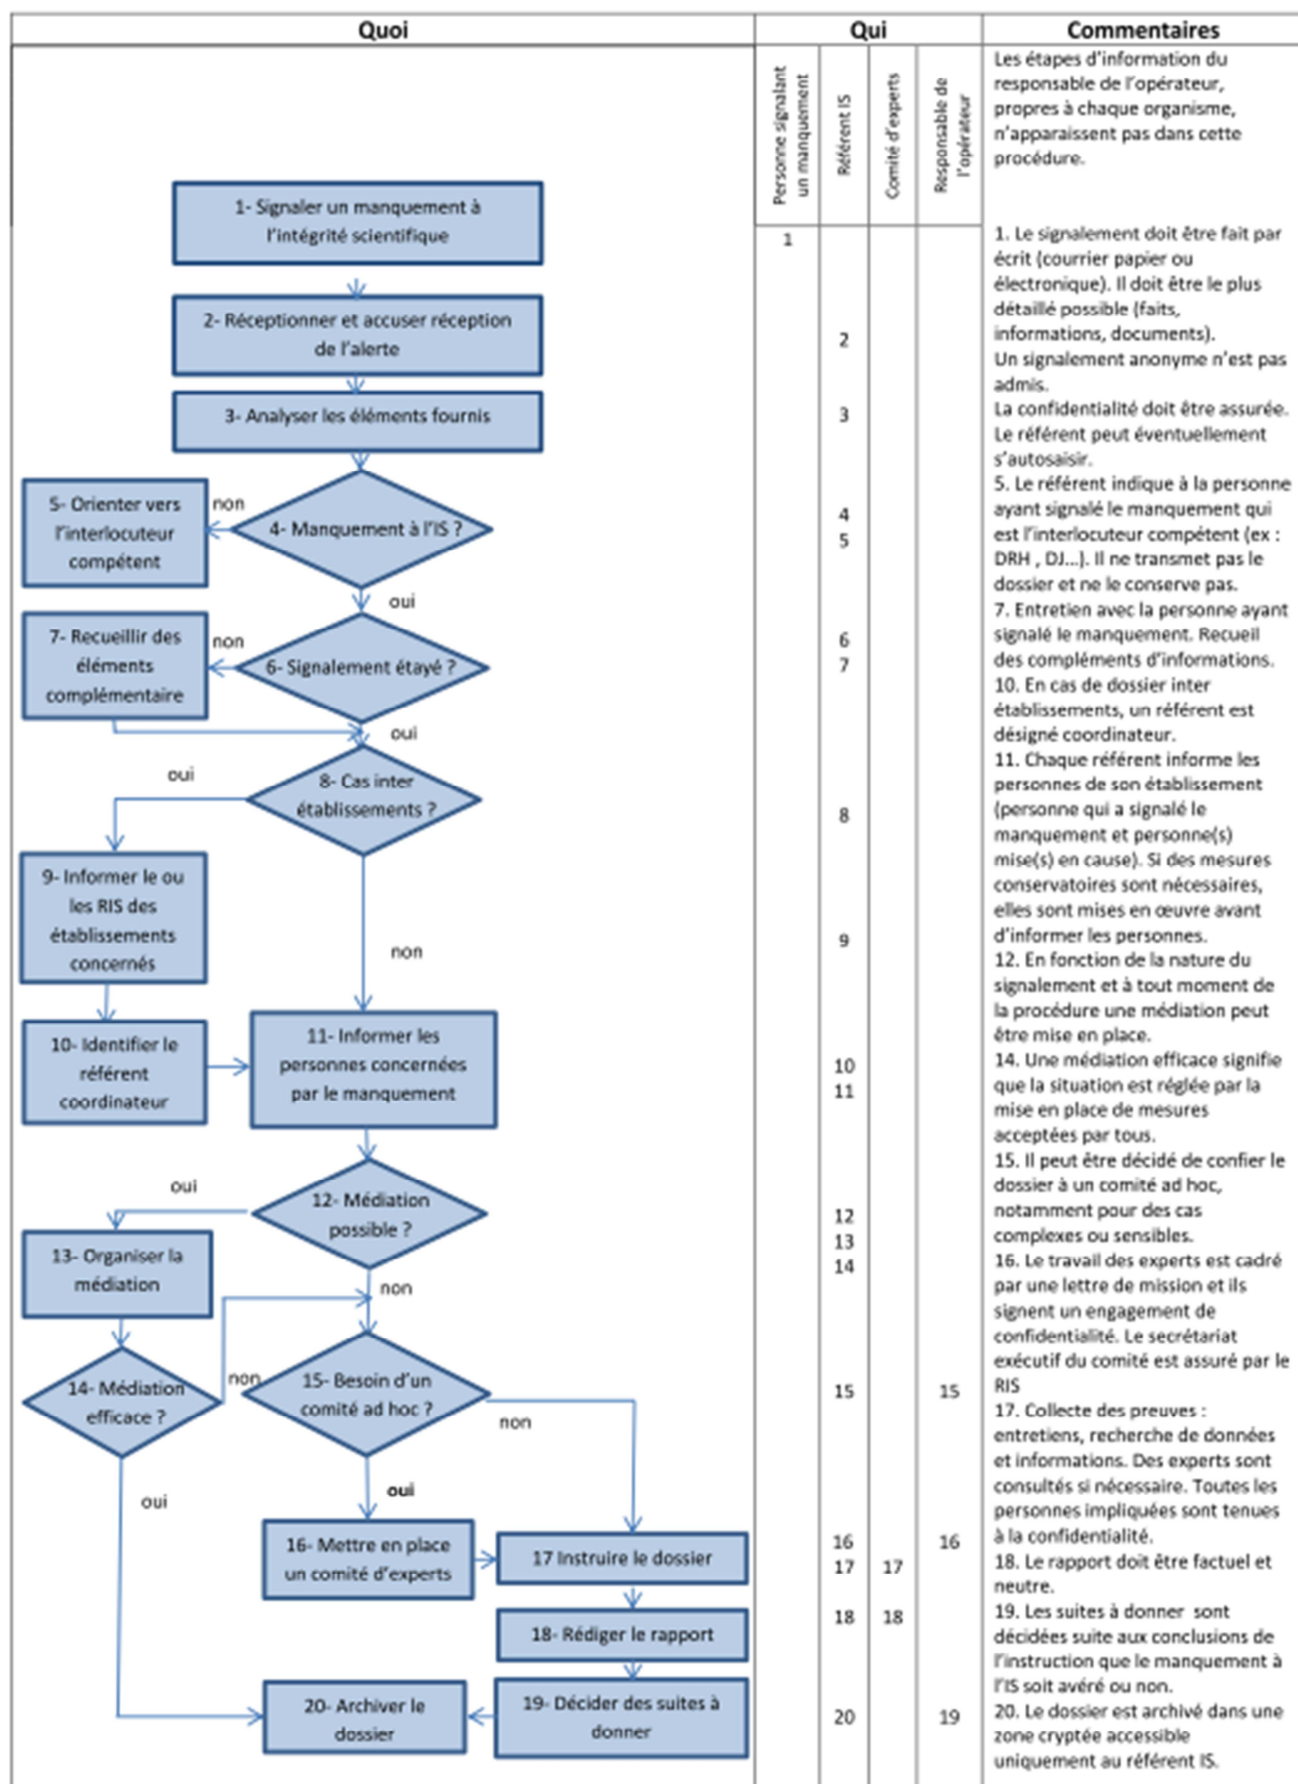 Quoi
Qui
Commentaires
Personne signalant
un manquement
Référent IS
Comité d'experts
Responsable de
l'opérateur
Les étapes d'information du
responsable de l'opérateur,
propres à chaque organisme,
n'apparaissent pas dans cette
procédure.
1- Signaler un manquement à
l'intégrité scientifique
2- Réceptionner et accuser réception
de l'alerte
3- Analyser les éléments fournis
4- Manquement à l'IS ?
non
5- Orienter vers
l'interlocuteur
compétent
oui
6- Signalement étayé ?
non
7- Recueillir des
éléments
complémentaire
oui
8- Cas inter
établissements ?
oui
9- Informer le ou
les RIS des
établissements
concernés
non
10- Identifier le
référent
coordinateur
11- Informer les
personnes concernées
par le manquement
12- Médiation
possible ?
oui
13- Organiser la
médiation
non
14- Médiation
efficace ?
non
15- Besoin d'un
comité ad hoc ?
non
oui
oui
16- Mettre en place
un comité d'experts
17 Instruire le dossier
18- Rédiger le rapport
19- Décider des suites à
donner
20- Archiver le
dossier
1
2
3
4
5
6
7
8
9
10
11
12
13
14
15 15
16 16
17 17
18 18
20 19
1. Le signalement doit être fait par
écrit (courrier papier ou
électronique). Il doit être le plus
détaillé possible (faits,
informations, documents).
Un signalement anonyme n'est pas
admis.
La confidentialité doit être assurée.
Le référent peut éventuellement
s'autosaisir.
5. Le référent indique à la personne
ayant signalé le manquement qui
est l'interlocuteur compétent (ex :
DRH , DJ...). Il ne transmet pas le
dossier et ne le conserve pas.
7. Entretien avec la personne ayant
signalé le manquement. Recueil
des compléments d'informations.
10. En cas de dossier inter
établissements, un référent est
désigné coordinateur.
11. Chaque référent informe les
personnes de son établissement
(personne qui a signalé le
manquement et personne(s)
mise(s) en cause). Si des mesures
conservatoires sont nécessaires,
elles sont mises en œuvre avant
d'informer les personnes.
12. En fonction de la nature du
signalement et à tout moment de
la procédure une médiation peut
être mise en place.
14. Une médiation efficace signifie
que la situation est réglée par la
mise en place de mesures
acceptées par tous.
15. Il peut être décidé de confier le
dossier à un comité ad hoc,
notamment pour des cas
complexes ou sensibles.
16. Le travail des experts est cadré
par une lettre de mission et ils
signent un engagement de
confidentialité. Le secrétariat
exécutif du comité est assuré par le
RIS
17. Collecte des preuves :
entretiens, recherche de données
et informations. Des experts sont
consultés si nécessaire. Toutes les
personnes impliquées sont tenues
à la confidentialité.
18. Le rapport doit être factuel et
neutre.
19. Les suites à donner sont
décidées suite aux conclusions de
l'instruction que le manquement à
l'IS soit avéré ou non.
20. Le dossier est archivé dans une
zone cryptée accessible
uniquement au référent IS.